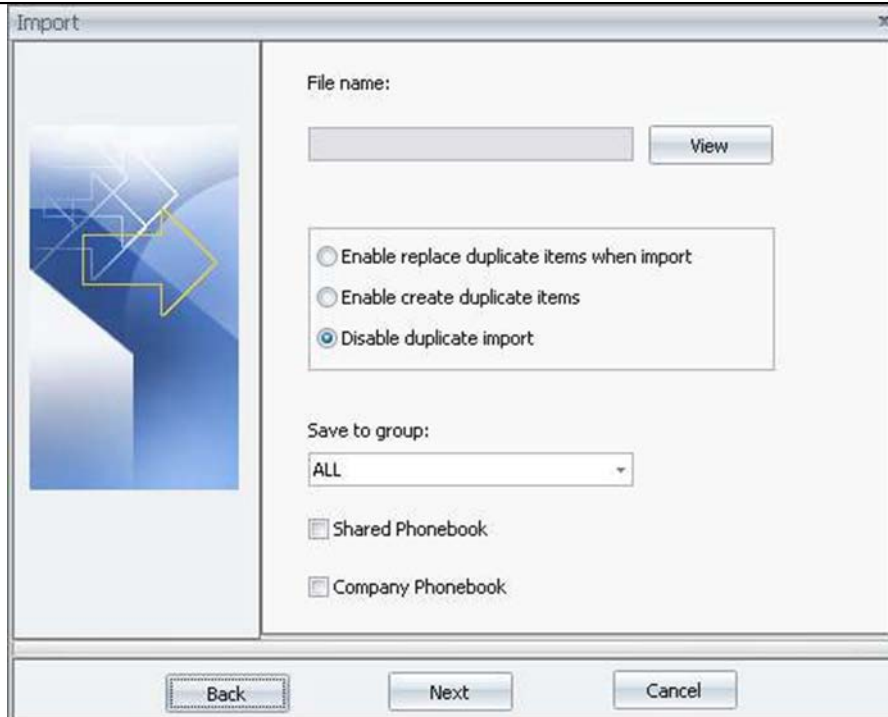 Import
File name:
View
Enable replace duplicate items when import
Enable create duplicate items
Disable duplicate import
Save to group:
ALL
Shared Phonebook
Company Phonebook
Back Next Cancel